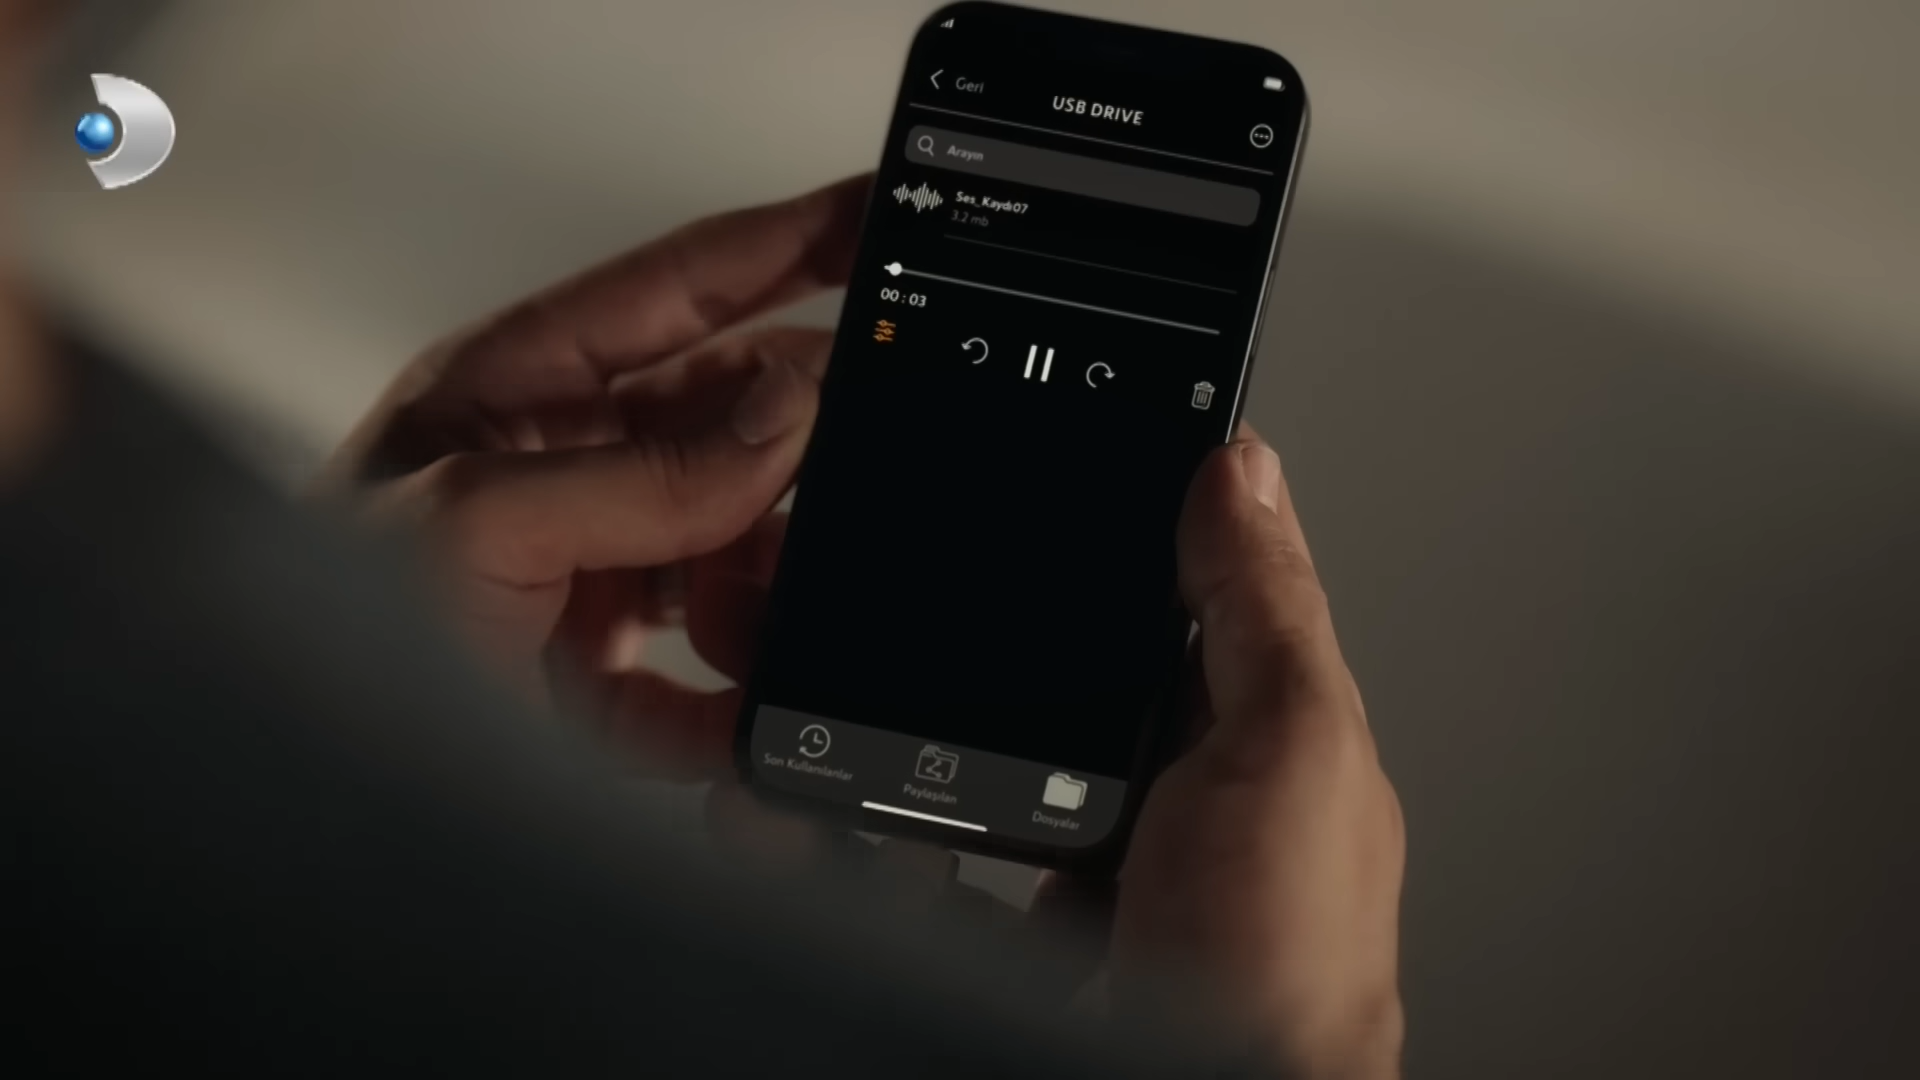 Geri
USB DRIVE
Arayın
Ses_Kaydı07
3,2 mb
00 : 03
Son Kullanılanlar
Paylaşılan
Dosyalar